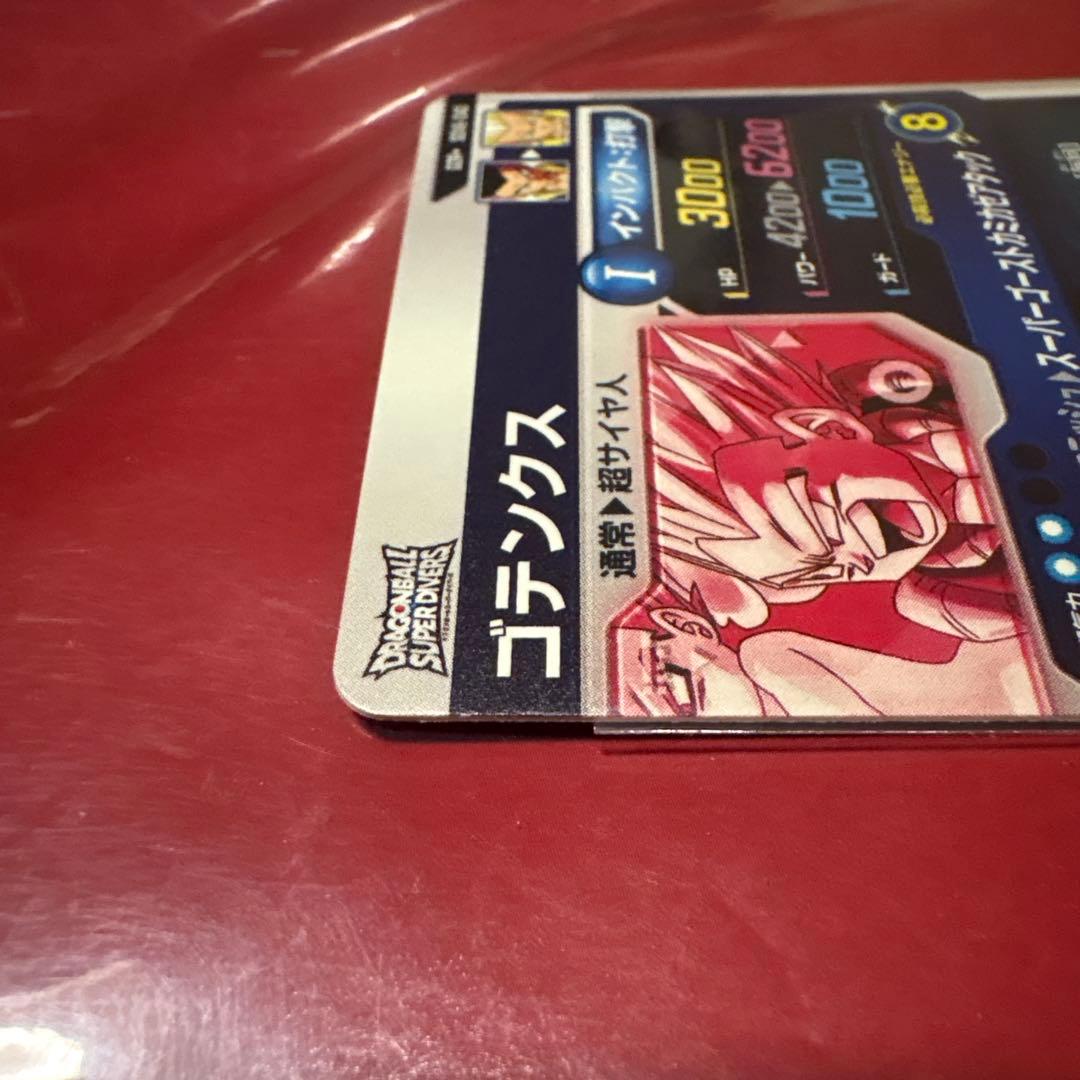 DRAGONBALL
SUPER DIVERS
ゴテンクス
通常▶超サイヤ人
I インパクト:打撃
HP 3000
パワー 4200▶6200
ガード 1000
8
スーパーゴーストカミカゼアタック